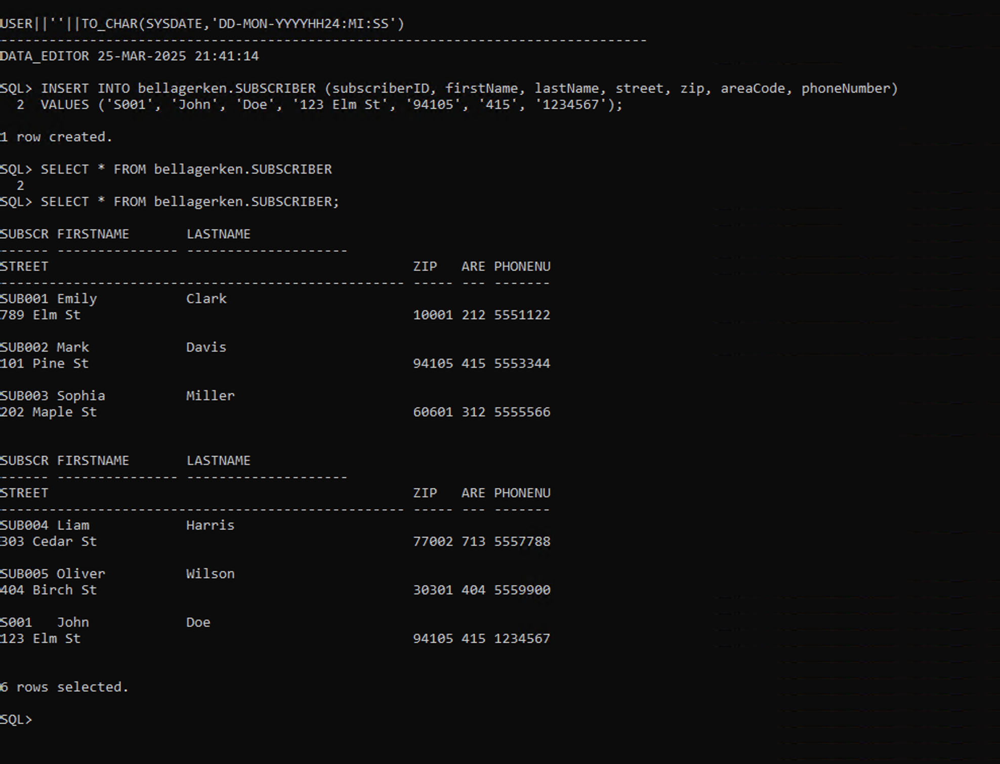 USER||''||TO_CHAR(SYSDATE,'DD-MON-YYYYHH24:MI:SS')
--------------------------------------------------------------------------------
DATA_EDITOR 25-MAR-2025 21:41:14
SQL> INSERT INTO bellagerken.SUBSCRIBER (subscriberID, firstName, lastName, street, zip, areaCode, phoneNumber)
2 VALUES ('S001', 'John', 'Doe', '123 Elm St', '94105', '415', '1234567');
1 row created.
SQL> SELECT * FROM bellagerken.SUBSCRIBER
2
SQL> SELECT * FROM bellagerken.SUBSCRIBER;
SUBSCR FIRSTNAME       LASTNAME
------ --------------- --------------------
STREET                                             ZIP   ARE PHONENU
-------------------------------------------------- ----- --- -------
SUB001 Emily           Clark
789 Elm St                                         10001 212 5551122
SUB002 Mark            Davis
101 Pine St                                        94105 415 5553344
SUB003 Sophia          Miller
202 Maple St                                       60601 312 5555566
SUBSCR FIRSTNAME       LASTNAME
------ --------------- --------------------
STREET                                             ZIP   ARE PHONENU
-------------------------------------------------- ----- --- -------
SUB004 Liam            Harris
303 Cedar St                                       77002 713 5557788
SUB005 Oliver          Wilson
404 Birch St                                       30301 404 5559900
S001   John            Doe
123 Elm St                                         94105 415 1234567
6 rows selected.
SQL>